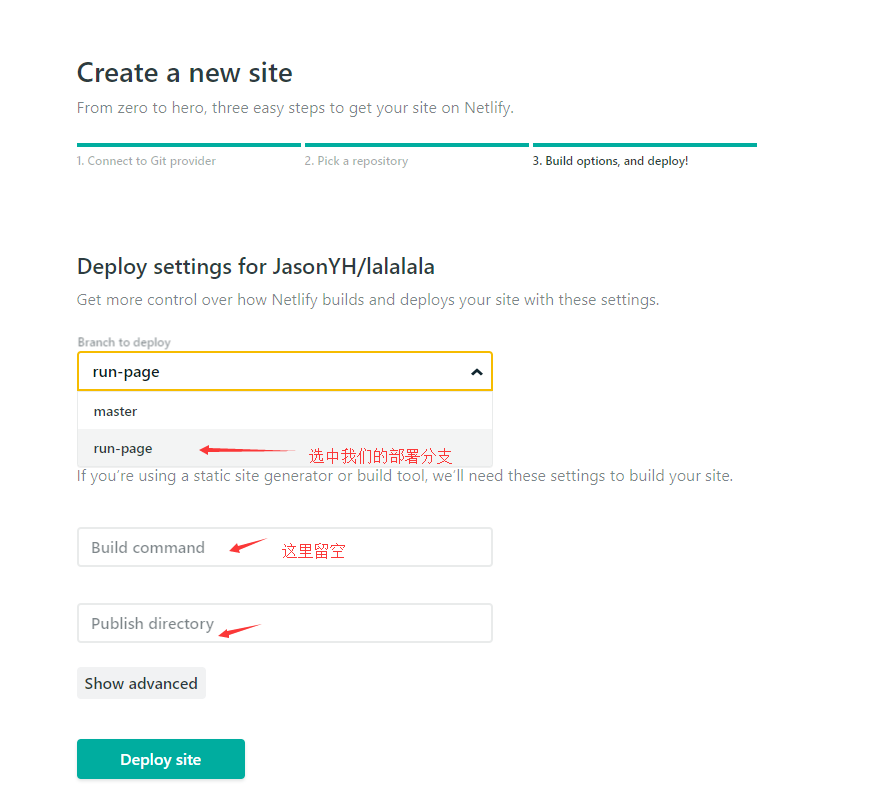 Create a new site
From zero to hero, three easy steps to get your site on Netlify.
1. Connect to Git provider
2. Pick a repository
3. Build options, and deploy!
Deploy settings for JasonYH/lalalala
Get more control over how Netlify builds and deploys your site with these settings.
Branch to deploy
run-page
master
run-page
选中我们的部署分支
If you're using a static site generator or build tool, we'll need these settings to build your site.
Build command
这里留空
Publish directory
Show advanced
Deploy site